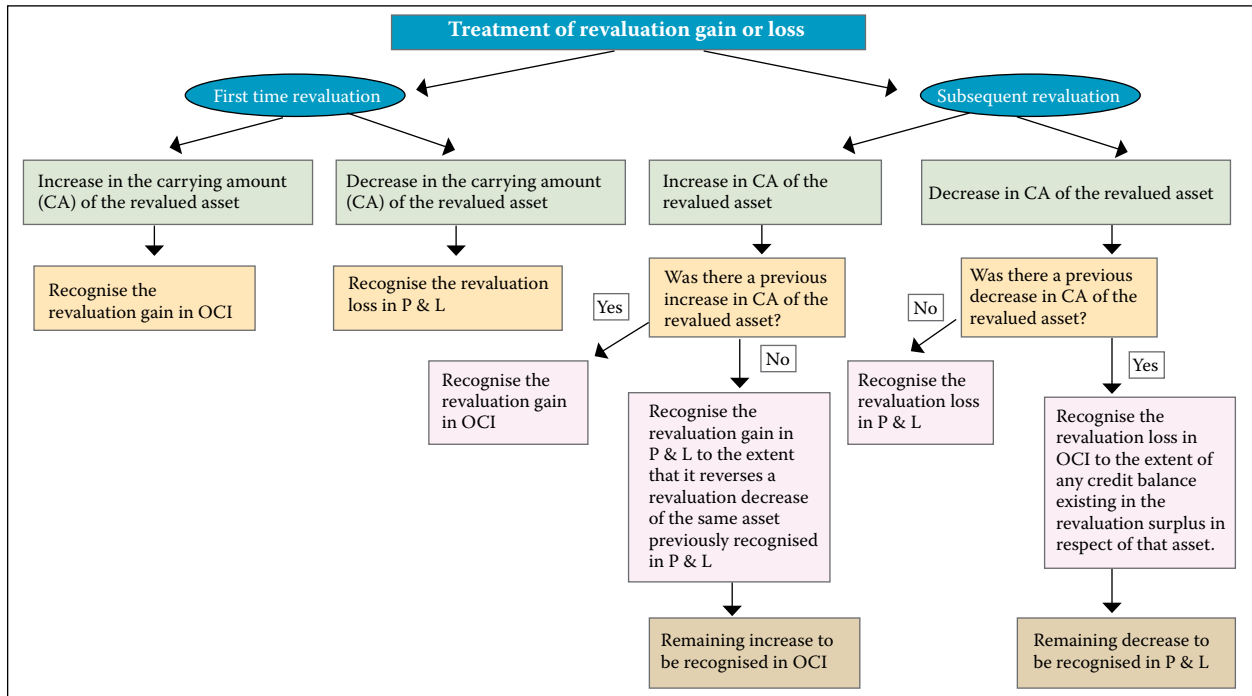 Treatment of revaluation gain or loss
First time revaluation
Subsequent revaluation
Increase in the carrying amount
(CA) of the revalued asset
Decrease in the carrying amount
(CA) of the revalued asset
Increase in CA of the
revalued asset
Decrease in CA of the revalued asset
Recognise the
revaluation gain in OCI
Recognise the revaluation
loss in P & L
Was there a previous
increase in CA of the
revalued asset?
Was there a previous
decrease in CA of the
revalued asset?
Yes
No
No
Yes
Recognise the
revaluation gain
in OCI
Recognise the
revaluation gain in
P & L to the extent
that it reverses a
revaluation decrease
of the same asset
previously recognised
in P & L
Recognise the
revaluation loss
in P & L
Recognise the
revaluation loss in
OCI to the extent of
any credit balance
existing in the
revaluation surplus in
respect of that asset.
Remaining increase to
be recognised in OCI
Remaining decrease to
be recognised in P & L